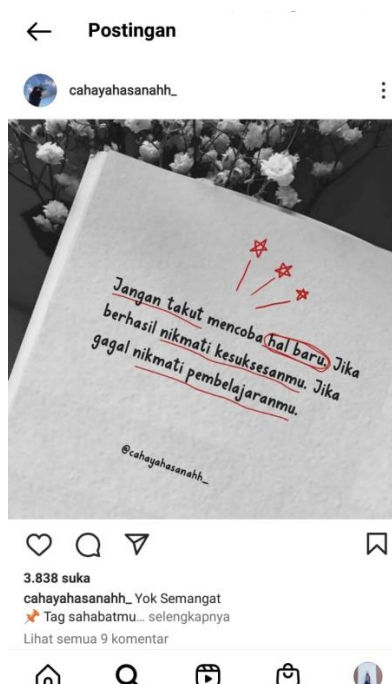 Postingan
cahayahasanahh_
Jangan takut mencoba hal baru. Jika
berhasil nikmati kesuksesanmu. Jika
gagal nikmati pembelajaranmu.
@cahayahasanahh_
3.838 suka
cahayahasanahh_ Yok Semangat
📌 Tag sahabatmu... selengkapnya
Lihat semua 9 komentar